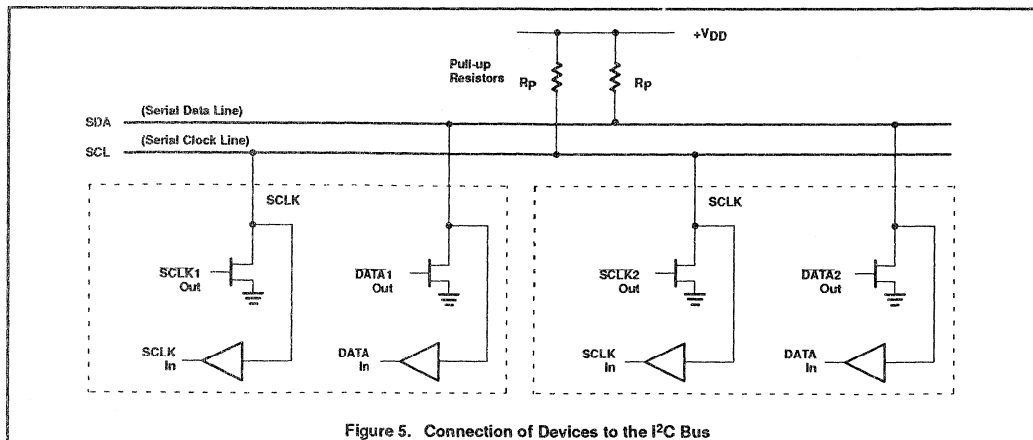 +VDD
Pull-up
Resistors
Rp
Rp
(Serial Data Line)
SDA
(Serial Clock Line)
SCL
SCLK
SCLK1
Out
DATA1
Out
SCLK
In
DATA
In
SCLK
SCLK2
Out
DATA2
Out
SCLK
In
DATA
In
Figure 5. Connection of Devices to the I²C Bus